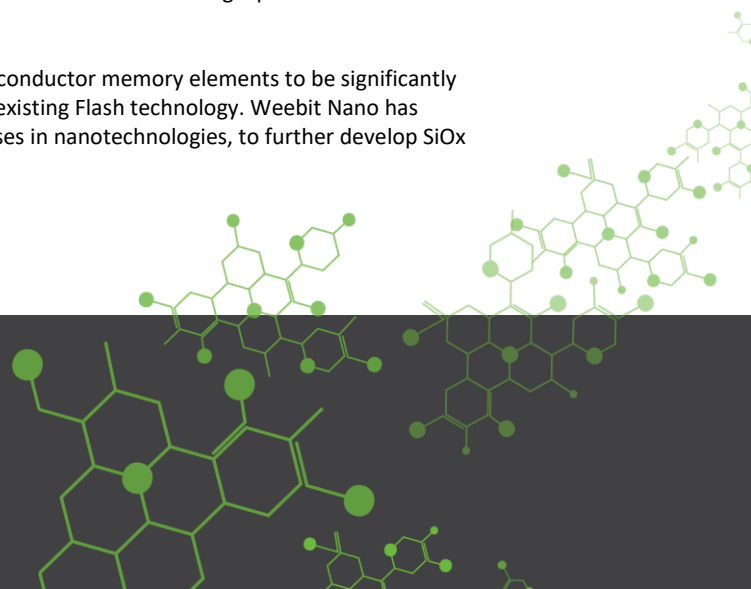 conductor memory elements to be significantly
existing Flash technology. Weebit Nano has
ses in nanotechnologies, to further develop SiOx